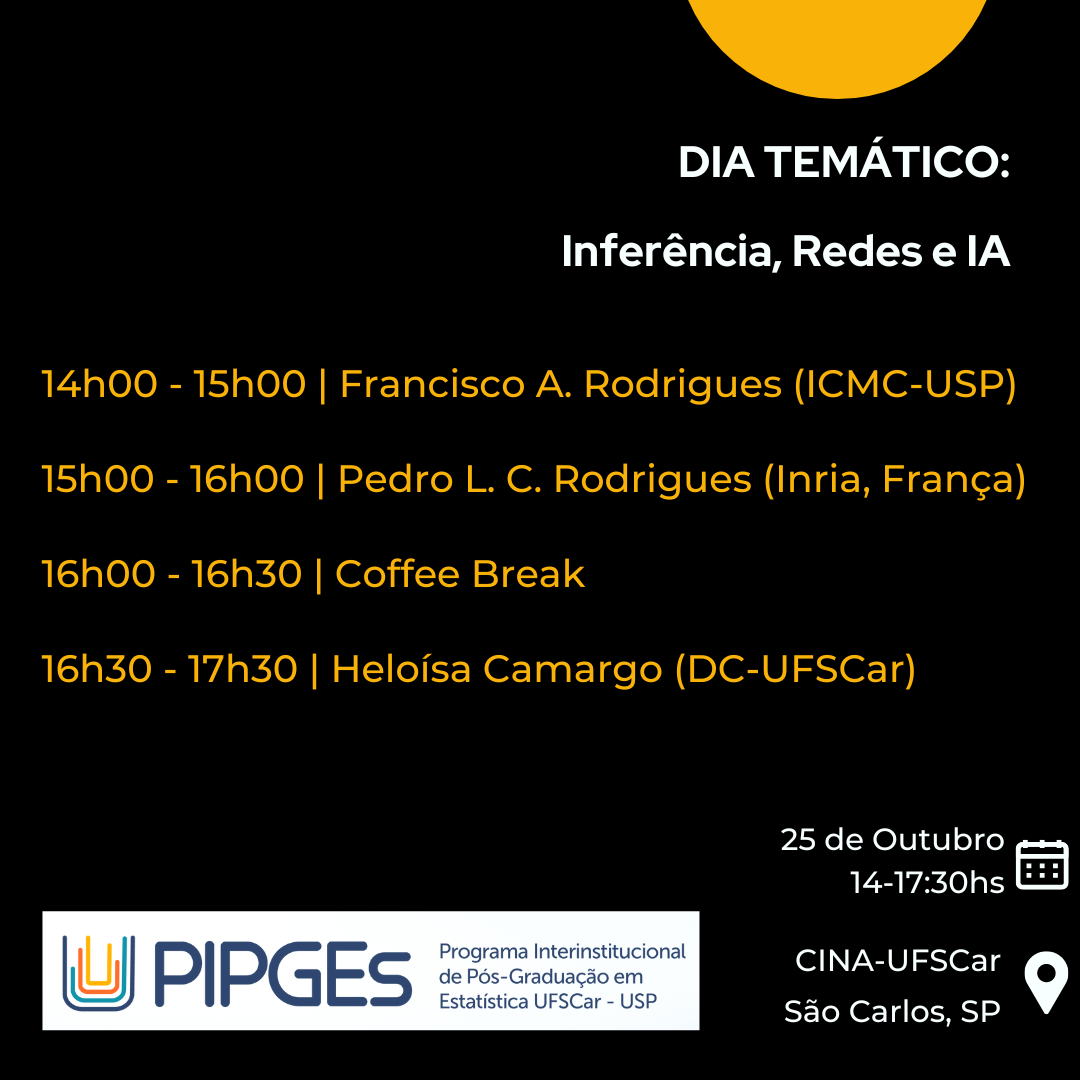 DIA TEMÁTICO:
Inferência, Redes e IA
14h00 - 15h00 | Francisco A. Rodrigues (ICMC-USP)
15h00 - 16h00 | Pedro L. C. Rodrigues (Inria, França)
16h00 - 16h30 | Coffee Break
16h30 - 17h30 | Heloísa Camargo (DC-UFSCar)
25 de Outubro
14-17:30hs
CINA-UFSCar
São Carlos, SP
PIPGEs
Programa Interinstitucional
de Pós-Graduação em
Estatística UFSCar - USP